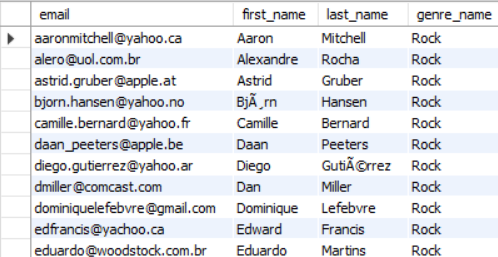 email first_name last_name genre_name
aaronmitchell@yahoo.ca Aaron Mitchell Rock
alero@uol.com.br Alexandre Rocha Rock
astrid.gruber@apple.at Astrid Gruber Rock
bjorn.hansen@yahoo.no BjÃ¸rn Hansen Rock
camille.bernard@yahoo.fr Camille Bernard Rock
daan_peeters@apple.be Daan Peeters Rock
diego.gutierrez@yahoo.ar Diego GutiÃ©rrez Rock
dmiller@comcast.com Dan Miller Rock
dominiquelefebvre@gmail.com Dominique Lefebvre Rock
edfrancis@yachoo.ca Edward Francis Rock
eduardo@woodstock.com.br Eduardo Martins Rock